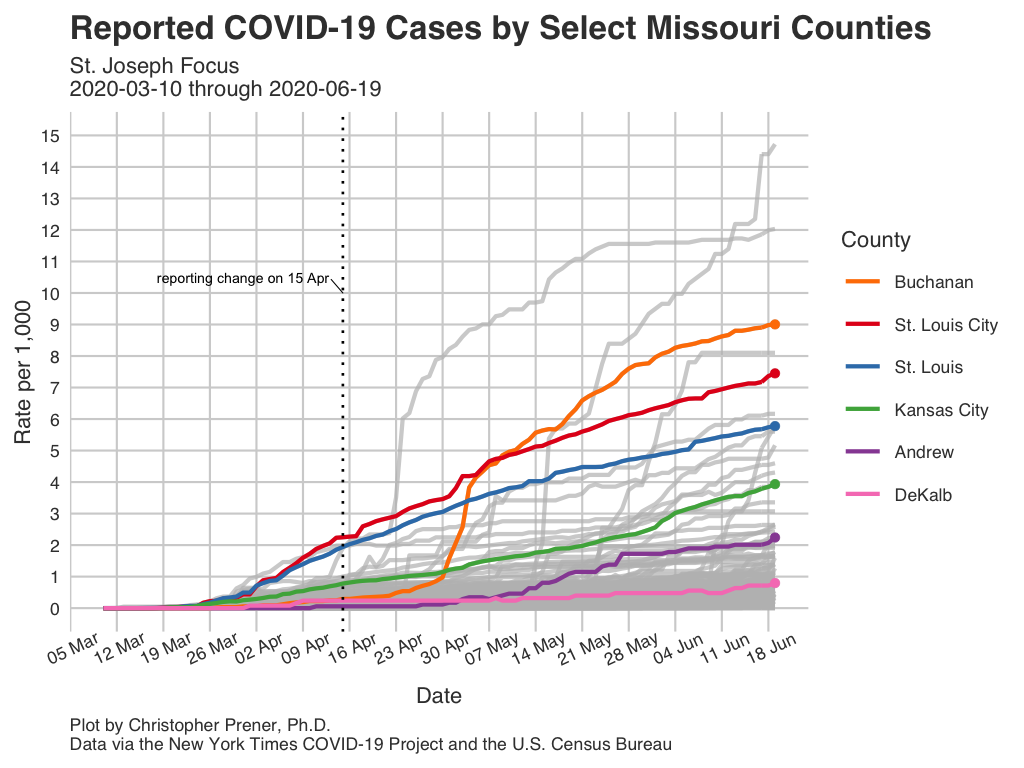 Reported COVID-19 Cases by Select Missouri Counties
St. Joseph Focus
2020-03-10 through 2020-06-19
15
14
13
12
11
10
9
8
7
6
5
4
3
2
1
0
Rate per 1,000
reporting change on 15 Apr
05 Mar
12 Mar
19 Mar
26 Mar
02 Apr
09 Apr
16 Apr
23 Apr
30 Apr
07 May
14 May
21 May
28 May
04 Jun
11 Jun
18 Jun
Date
County
Buchanan
St. Louis City
St. Louis
Kansas City
Andrew
DeKalb
Plot by Christopher Prener, Ph.D.
Data via the New York Times COVID-19 Project and the U.S. Census Bureau